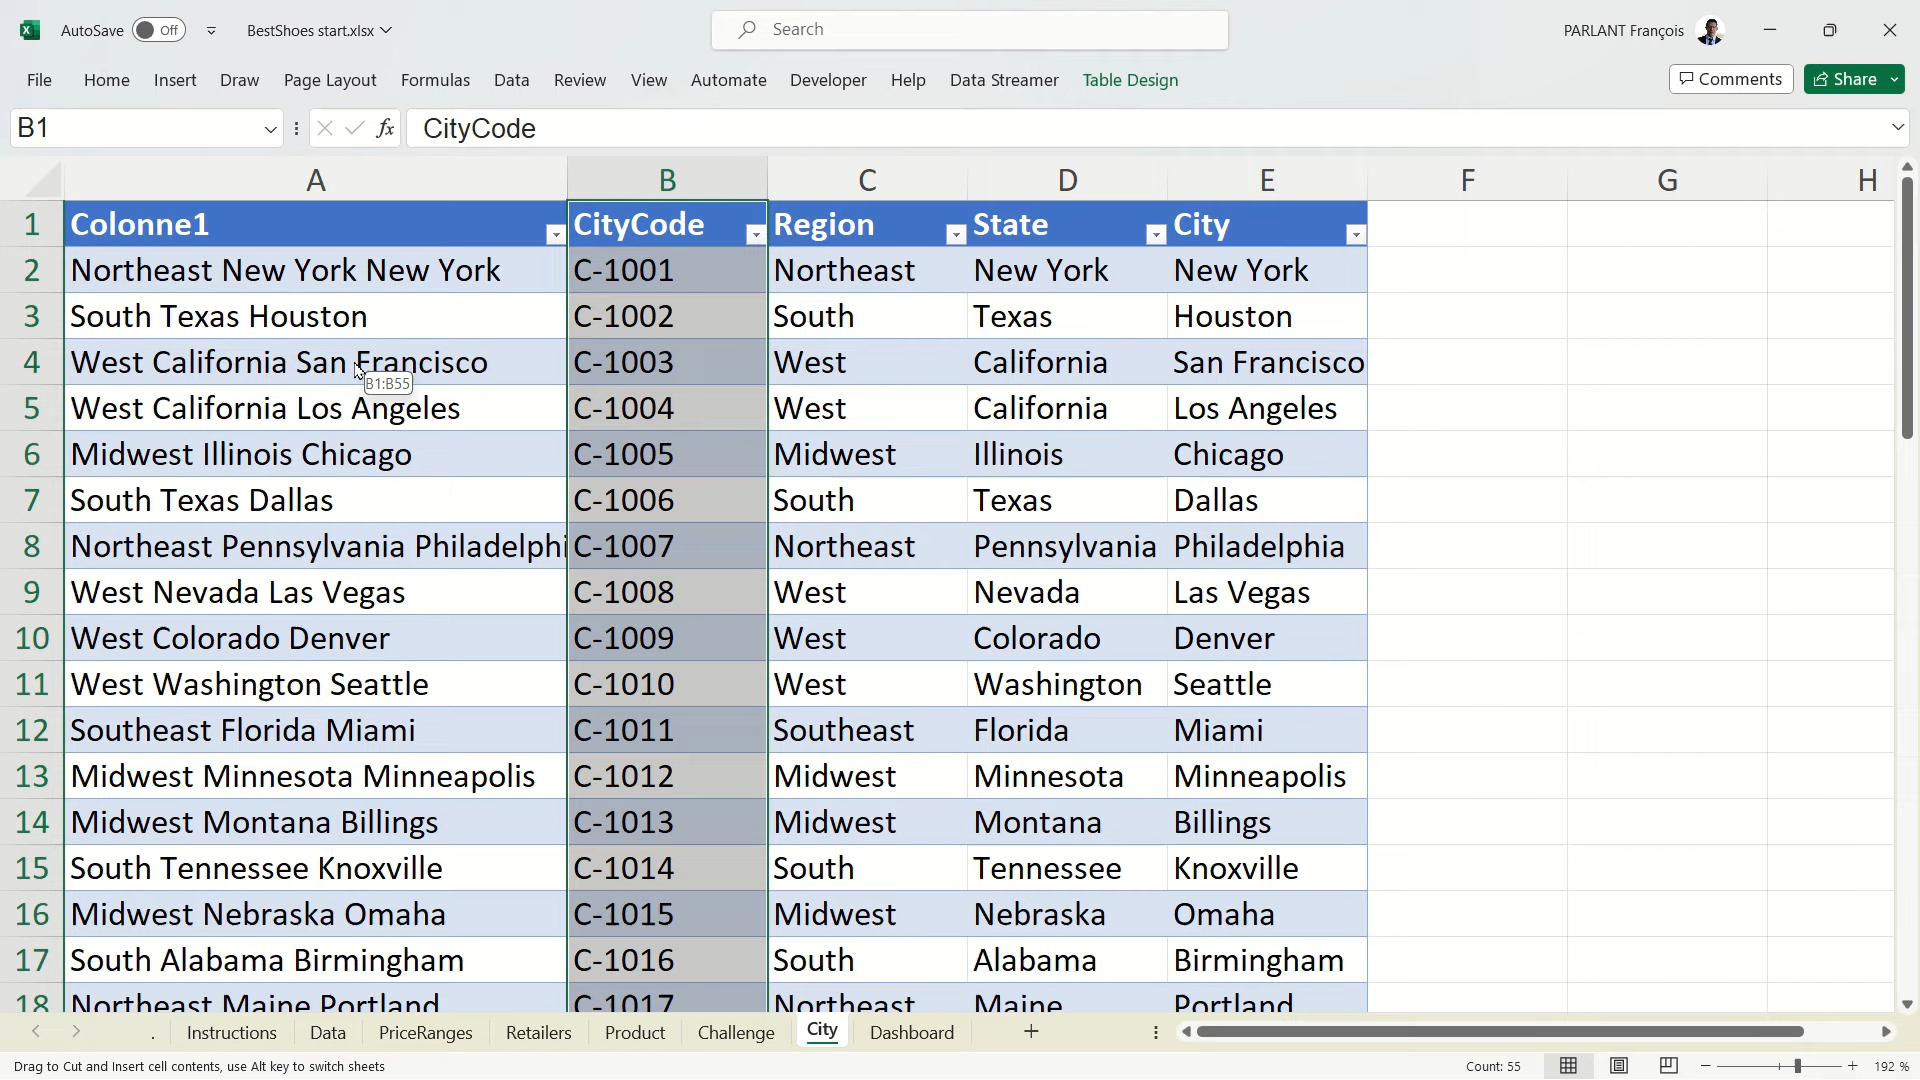 AutoSave Off BestShoes start.xlsx Search PARLANT François
File Home Insert Draw Page Layout Formulas Data Review View Automate Developer Help Data Streamer Table Design Comments Share
B1 fx CityCode
A B C D E F G H
1 Colonne1 CityCode Region State City
2 Northeast New York New York C-1001 Northeast New York New York
3 South Texas Houston C-1002 South Texas Houston
4 West California San Francisco C-1003 West California San Francisco
B1:B55
5 West California Los Angeles C-1004 West California Los Angeles
6 Midwest Illinois Chicago C-1005 Midwest Illinois Chicago
7 South Texas Dallas C-1006 South Texas Dallas
8 Northeast Pennsylvania Philadelphi C-1007 Northeast Pennsylvania Philadelphia
9 West Nevada Las Vegas C-1008 West Nevada Las Vegas
10 West Colorado Denver C-1009 West Colorado Denver
11 West Washington Seattle C-1010 West Washington Seattle
12 Southeast Florida Miami C-1011 Southeast Florida Miami
13 Midwest Minnesota Minneapolis C-1012 Midwest Minnesota Minneapolis
14 Midwest Montana Billings C-1013 Midwest Montana Billings
15 South Tennessee Knoxville C-1014 South Tennessee Knoxville
16 Midwest Nebraska Omaha C-1015 Midwest Nebraska Omaha
17 South Alabama Birmingham C-1016 South Alabama Birmingham
18 Northeast Maine Portland C-1017 Northeast Maine Portland
. Instructions Data PriceRanges Retailers Product Challenge City Dashboard
Drag to Cut and Insert cell contents, use Alt key to switch sheets Count: 55 192 %